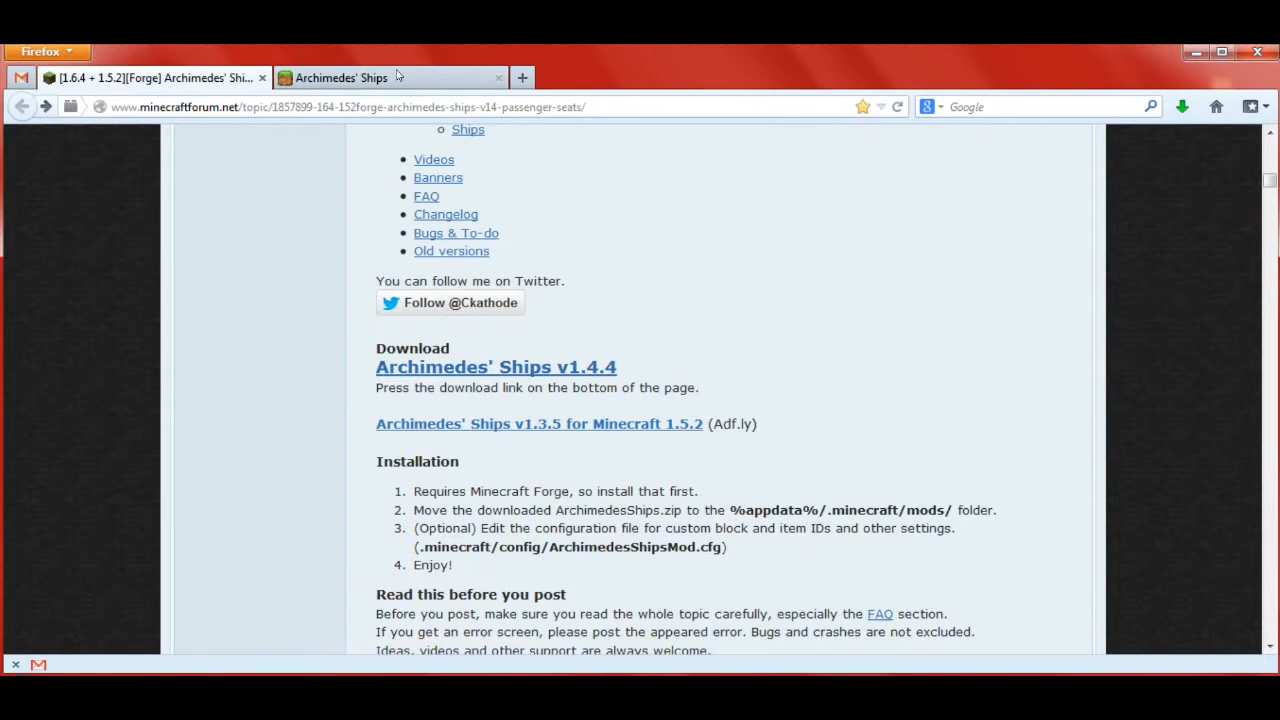 Firefox
[1.6.4 + 1.5.2][Forge] Archimedes' Shi...
Archimedes' Ships
www.minecraftforum.net/topic/1857899-164-152forge-archimedes-ships-v14-passenger-seats/
Google
Ships
Videos
Banners
FAQ
Changelog
Bugs & To-do
Old versions
You can follow me on Twitter.
Follow @Ckathode
Download
Archimedes' Ships v1.4.4
Press the download link on the bottom of the page.
Archimedes' Ships v1.3.5 for Minecraft 1.5.2 (Adf.ly)
Installation
1. Requires Minecraft Forge, so install that first.
2. Move the downloaded ArchimedesShips.zip to the %appdata%/.minecraft/mods/ folder.
3. (Optional) Edit the configuration file for custom block and item IDs and other settings.
(.minecraft/config/ArchimedesShipsMod.cfg)
4. Enjoy!
Read this before you post
Before you post, make sure you read the whole topic carefully, especially the FAQ section.
If you get an error screen, please post the appeared error. Bugs and crashes are not excluded.
Ideas, videos and other support are always welcome.